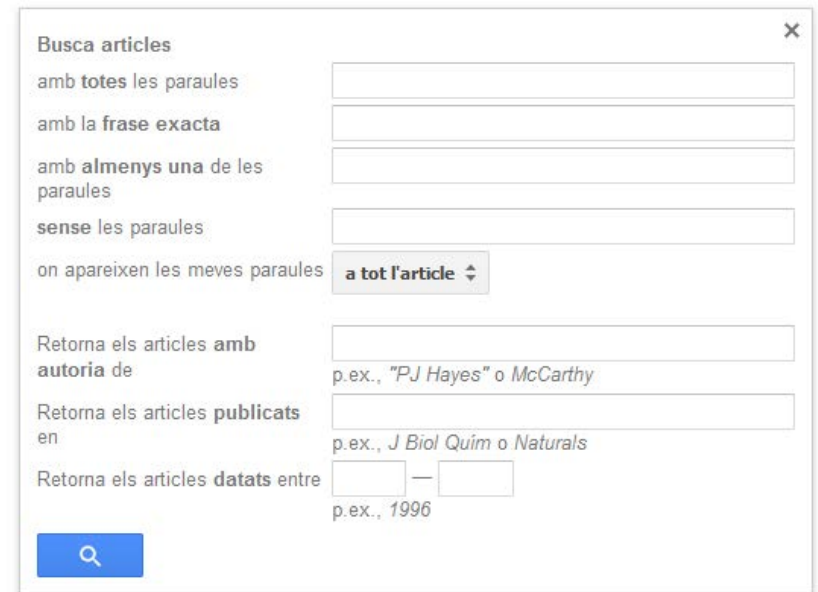 Busca articles
amb totes les paraules
amb la frase exacta
amb almenys una de les
paraules
sense les paraules
on apareixen les meves paraules a tot l'article
Retorna els articles amb
autoria de
p.ex., "PJ Hayes" o McCarthy
Retorna els articles publicats
en
p.ex., J Biol Quím o Naturals
Retorna els articles datats entre —
p.ex., 1996